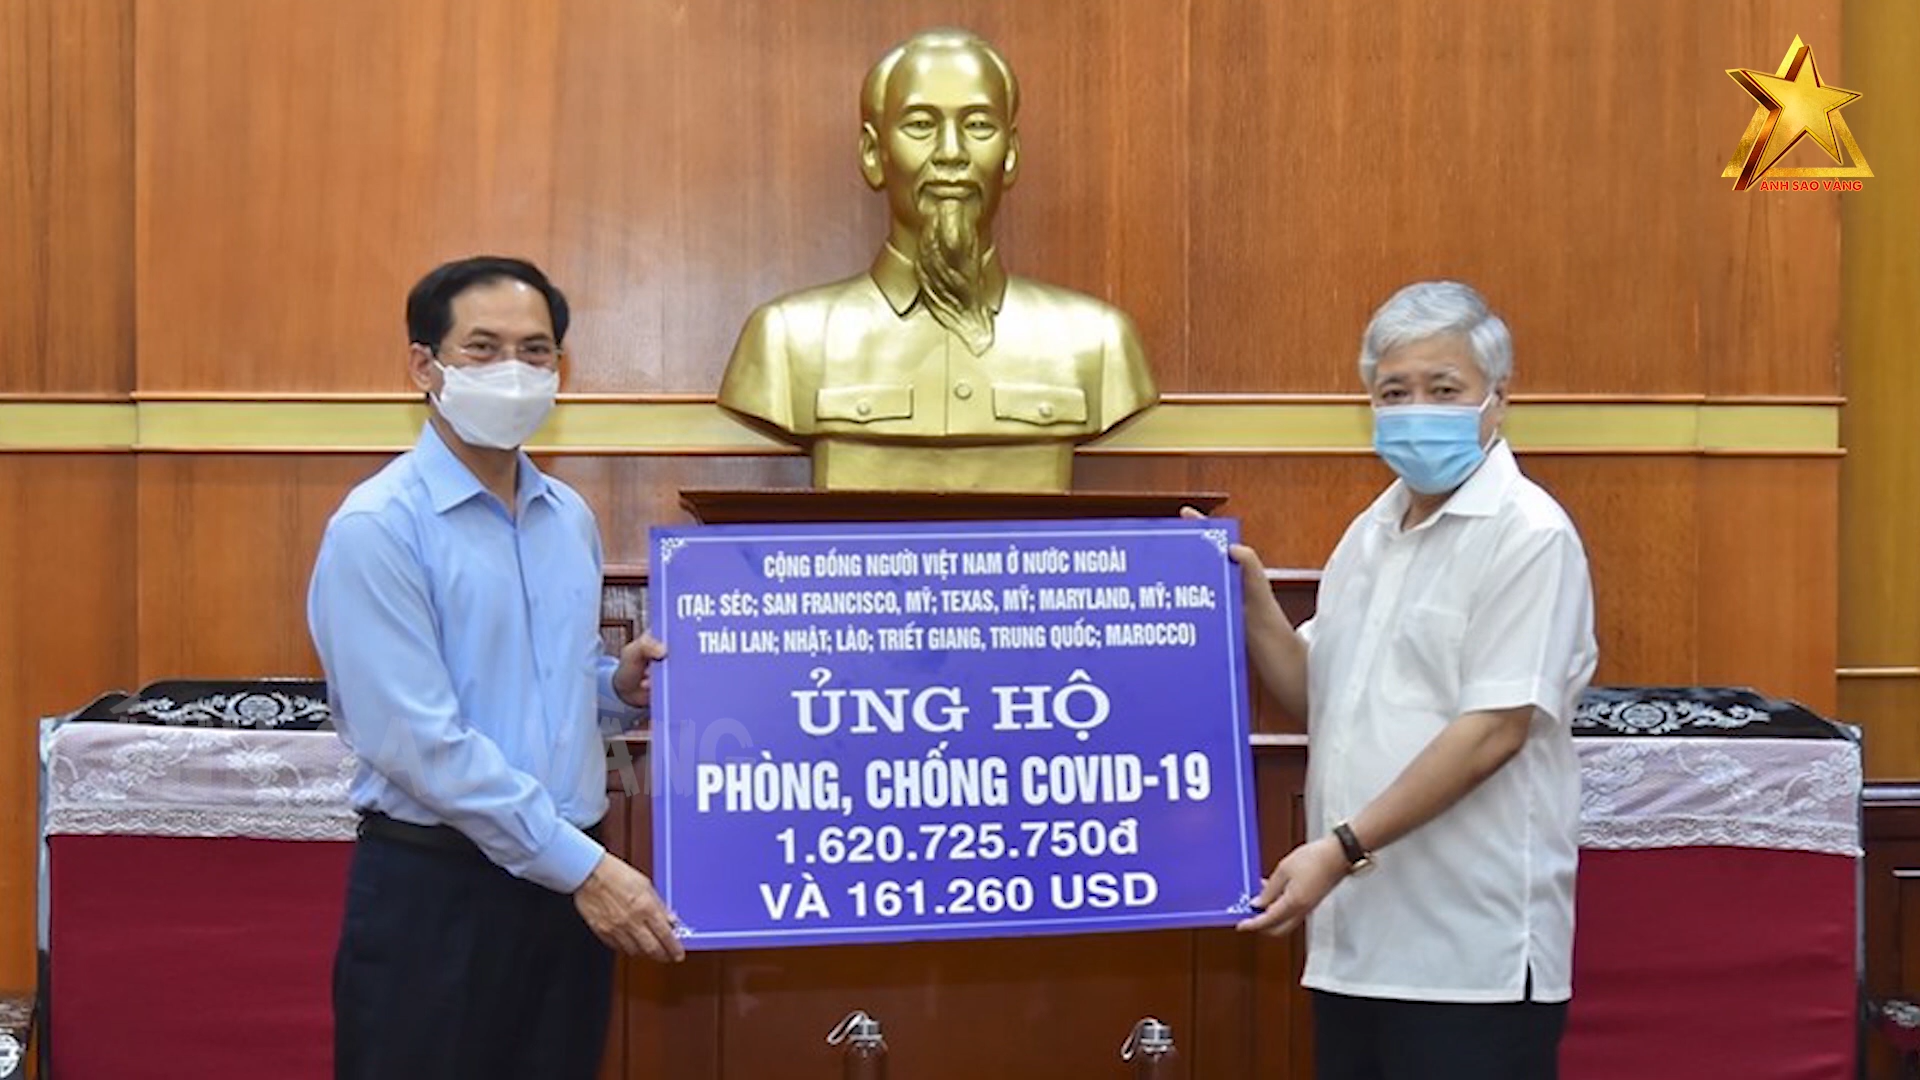 ANH SAO VANG
CỘNG ĐỒNG NGƯỜI VIỆT NAM Ở NƯỚC NGOÀI
(TẠI: SÉC; SAN FRANCISCO, MỸ; TEXAS, MỸ; MARYLAND, MỸ; NGA;
THÁI LAN; NHẬT; LÀO; TRIẾT GIANG, TRUNG QUỐC; MAROCCO)
ỦNG HỘ
PHÒNG, CHỐNG COVID-19
1.620.725.750đ
VÀ 161.260 USD